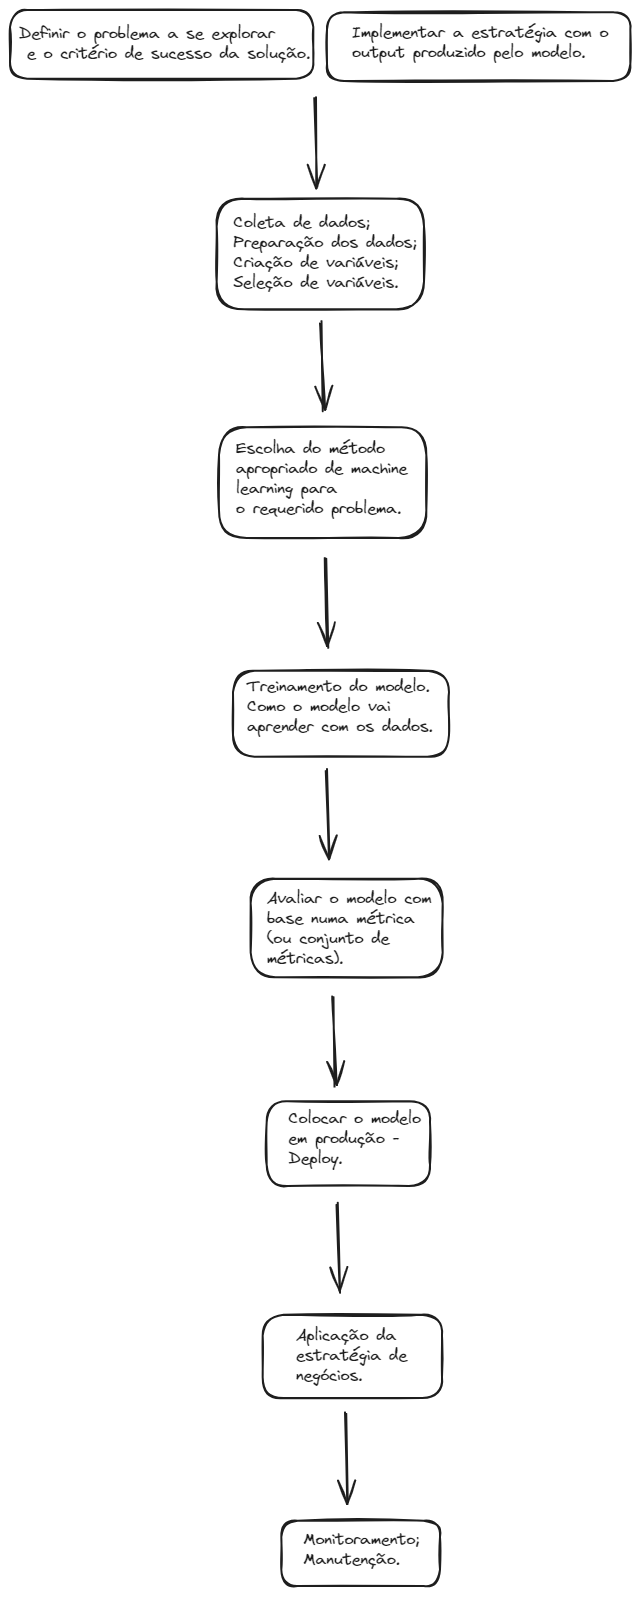 Definir o problema a se explorar
e o critério de sucesso da solução.
Implementar a estratégia com o
output produzido pelo modelo.
Coleta de dados;
Preparação dos dados;
Criação de variáveis;
Seleção de variáveis.
Escolha do método
apropriado de machine
learning para
o requerido problema.
Treinamento do modelo.
Como o modelo vai
aprender com os dados.
Avaliar o modelo com
base numa métrica
(ou conjunto de
métricas).
Colocar o modelo
em produção -
Deploy.
Aplicação da
estratégia de
negócios.
Monitoramento;
Manutenção.